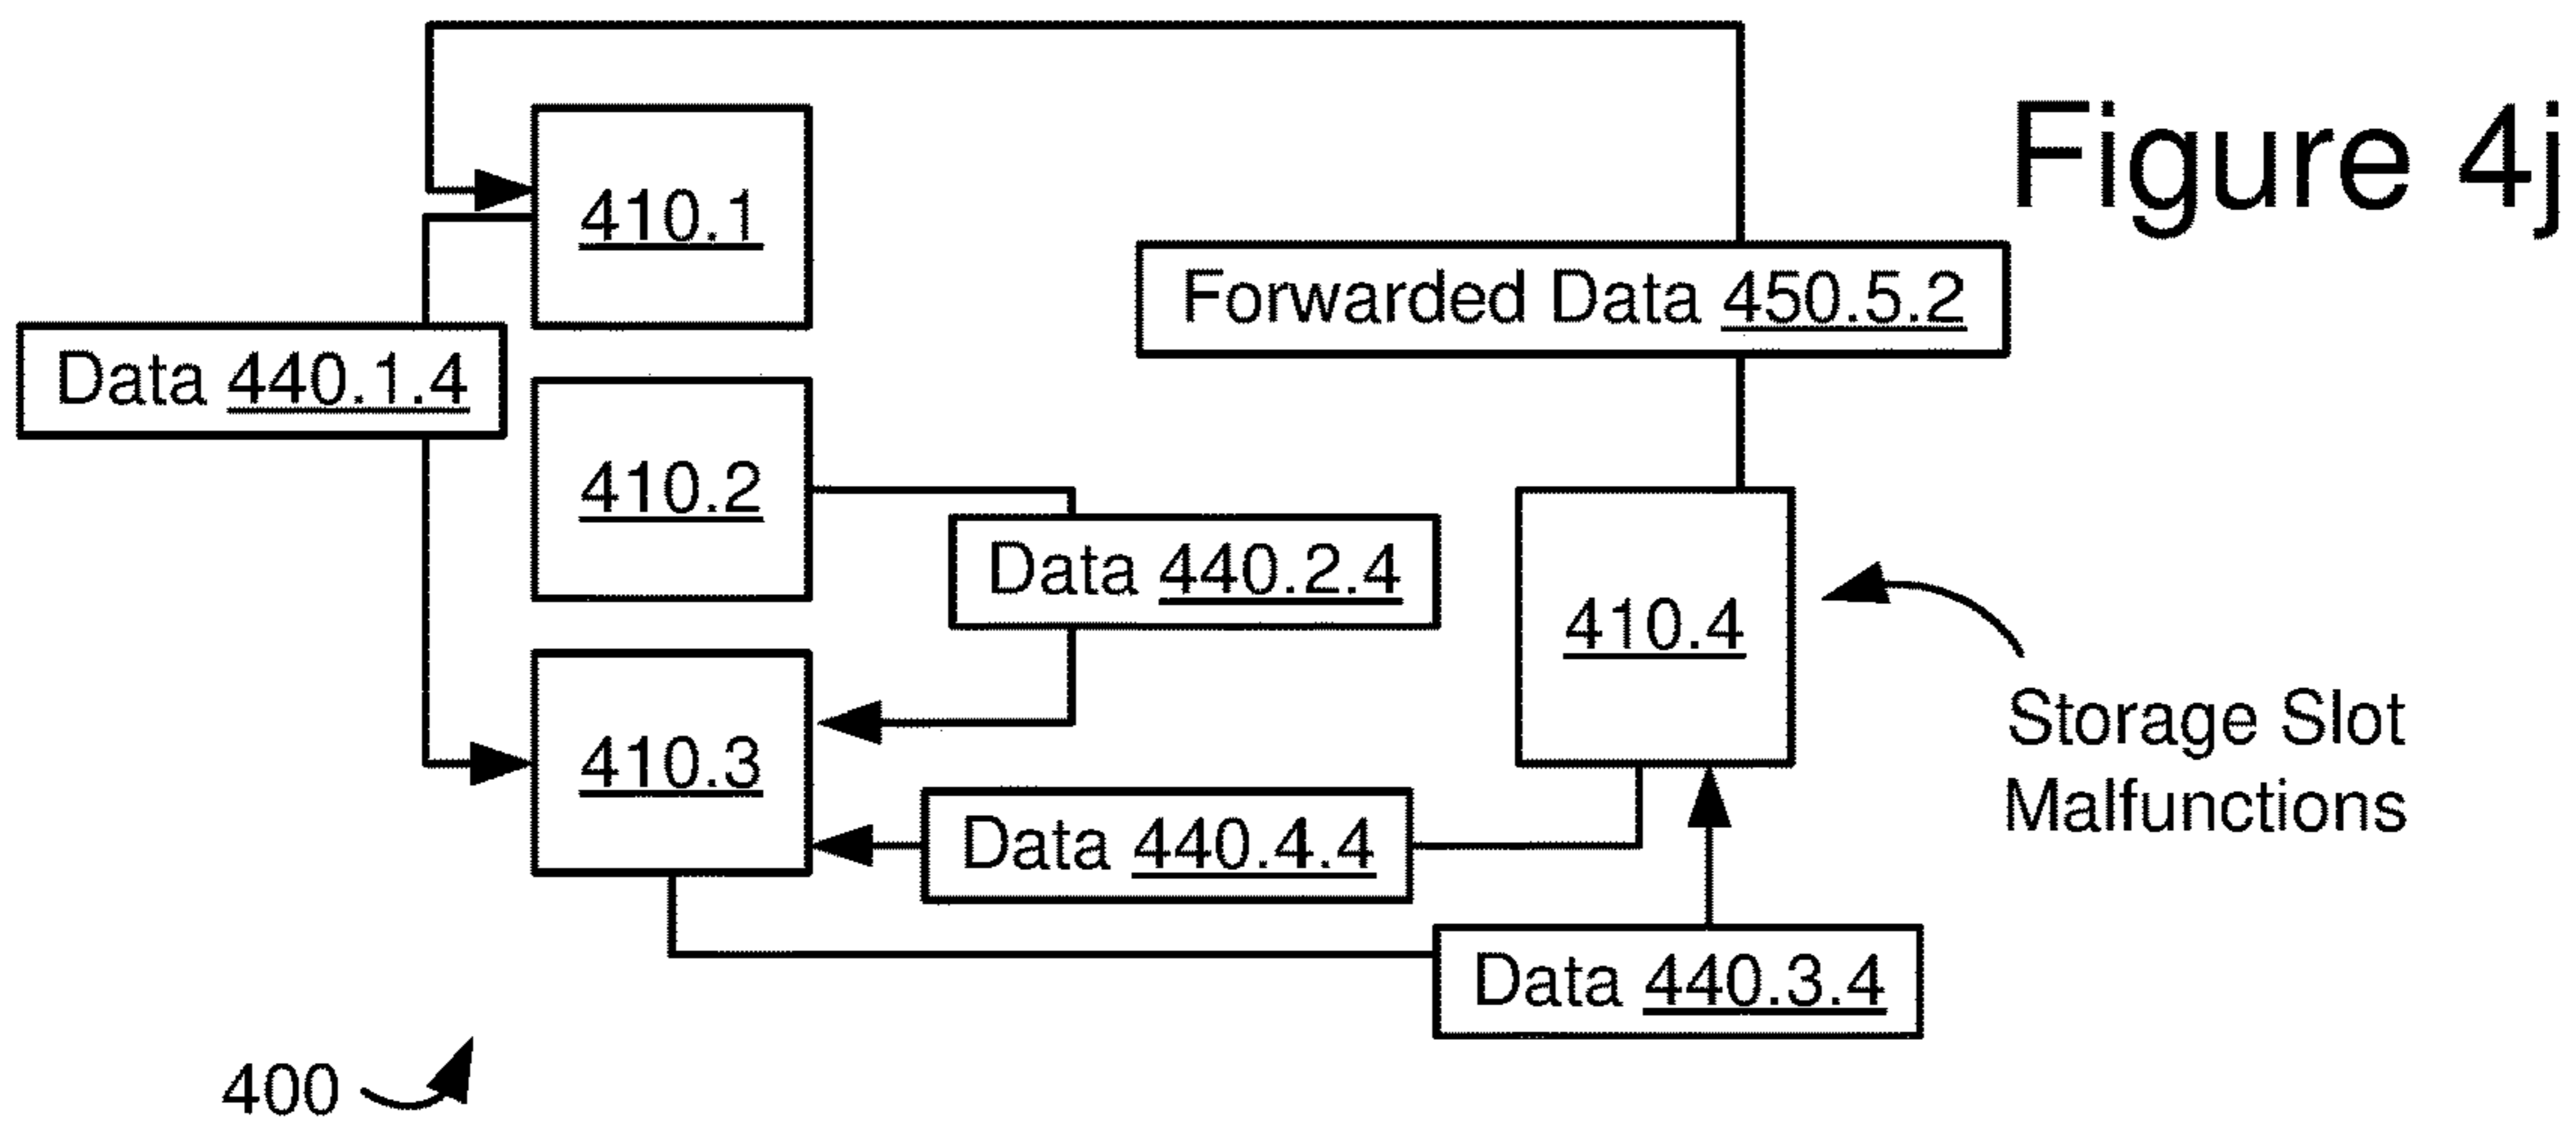 Figure 4j
410.1
Forwarded Data 450.5.2
Data 440.1.4
410.2
Data 440.2.4
410.4
410.3
Storage Slot
Malfunctions
Data 440.4.4
Data 440.3.4
400